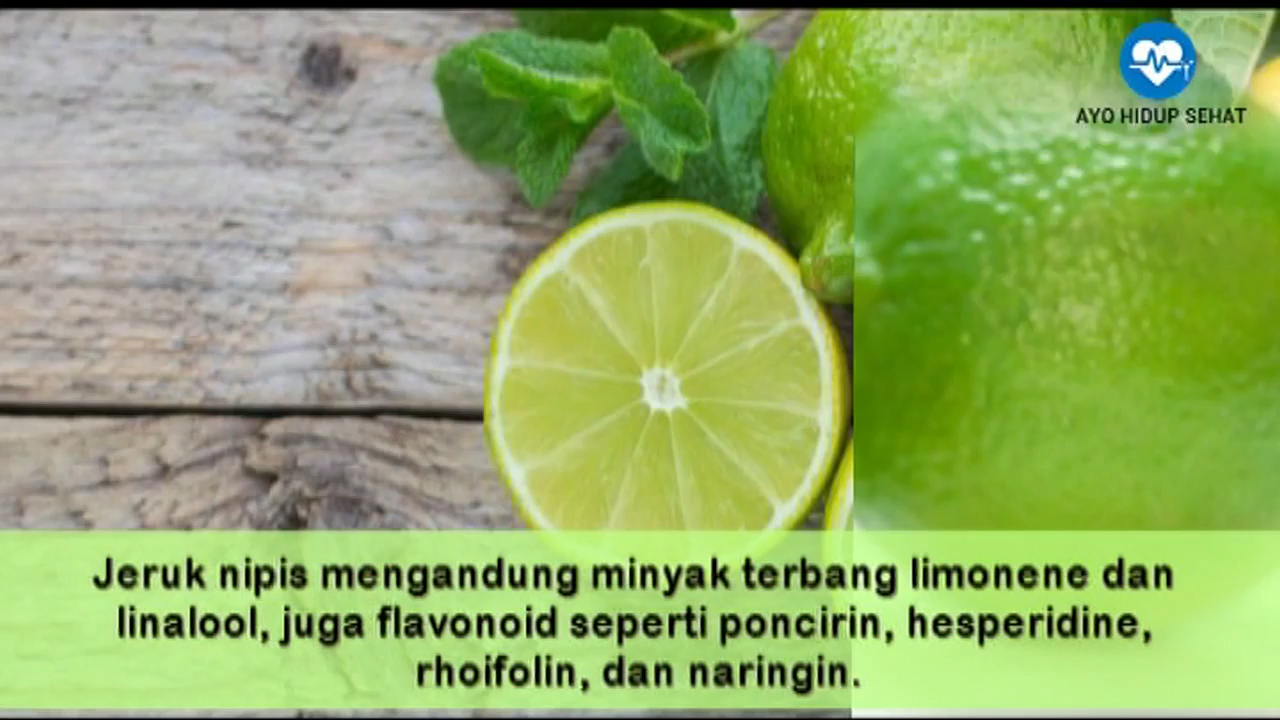 AYO HIDUP SEHAT
Jeruk nipis mengandung minyak terbang limonene dan
linalool, juga flavonoid seperti poncirin, hesperidine,
rhoifolin, dan naringin.